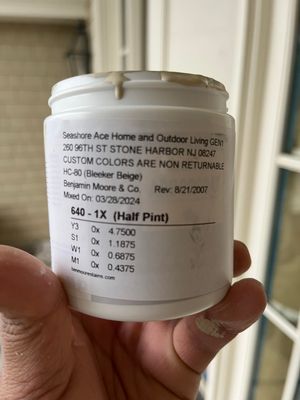 Seashore Ace Home and Outdoor Living GEN1
260 96TH ST STONE HARBOR NJ 08247
CUSTOM COLORS ARE NON RETURNABLE
HC-80 (Bleeker Beige)
Benjamin Moore & Co. Rev: 8/21/2007
Mixed On: 03/28/2024
640 - 1X (Half Pint)
Y3 0x 4.7500
S1 0x 1.1875
W1 0x 0.6875
M1 0x 0.4375
benmoorestains.com/